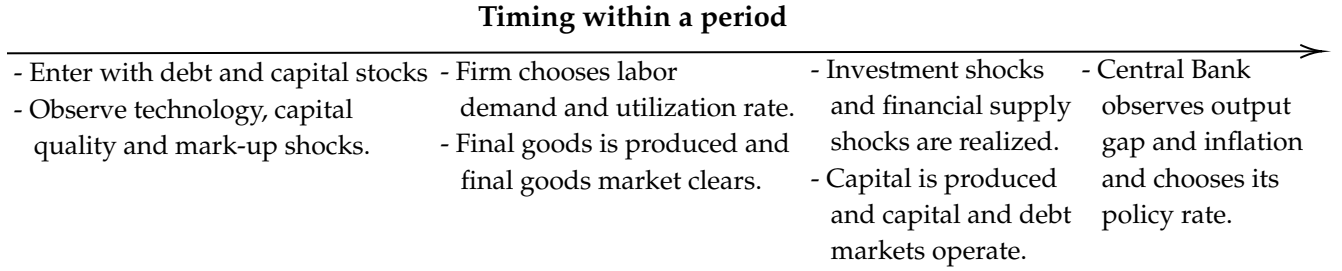 Timing within a period
- Enter with debt and capital stocks
- Observe technology, capital
quality and mark-up shocks.
- Firm chooses labor
demand and utilization rate.
- Final goods is produced and
final goods market clears.
- Investment shocks
and financial supply
shocks are realized.
- Capital is produced
and capital and debt
markets operate.
- Central Bank
observes output
gap and inflation
and chooses its
policy rate.